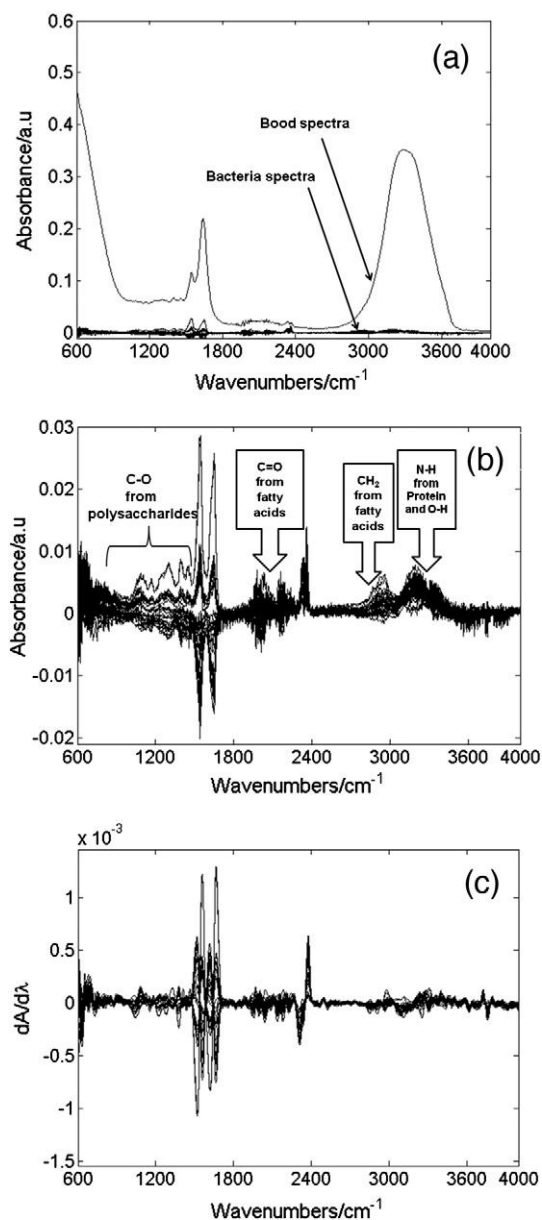 (a)
0.6
0.5
0.4
0.3
0.2
0.1
0
Absorbance/a.u
Bood spectra
Bacteria spectra
600 1200 1800 2400 3000 3600 4000
Wavenumbers/cm-1
(b)
0.03
0.02
0.01
0
-0.01
-0.02
Absorbance/a.u
C-O
from
polysaccharides
C=O
from
fatty
acids
CH2
from
fatty
acids
N-H
from
Protein
and O-H
600 1200 1800 2400 3000 3600 4000
Wavenumbers/cm-1
x 10-3
(c)
1
0.5
0
-0.5
-1
-1.5
dA/dλ
600 1200 1800 2400 3000 3600 4000
Wavenumbers/cm-1